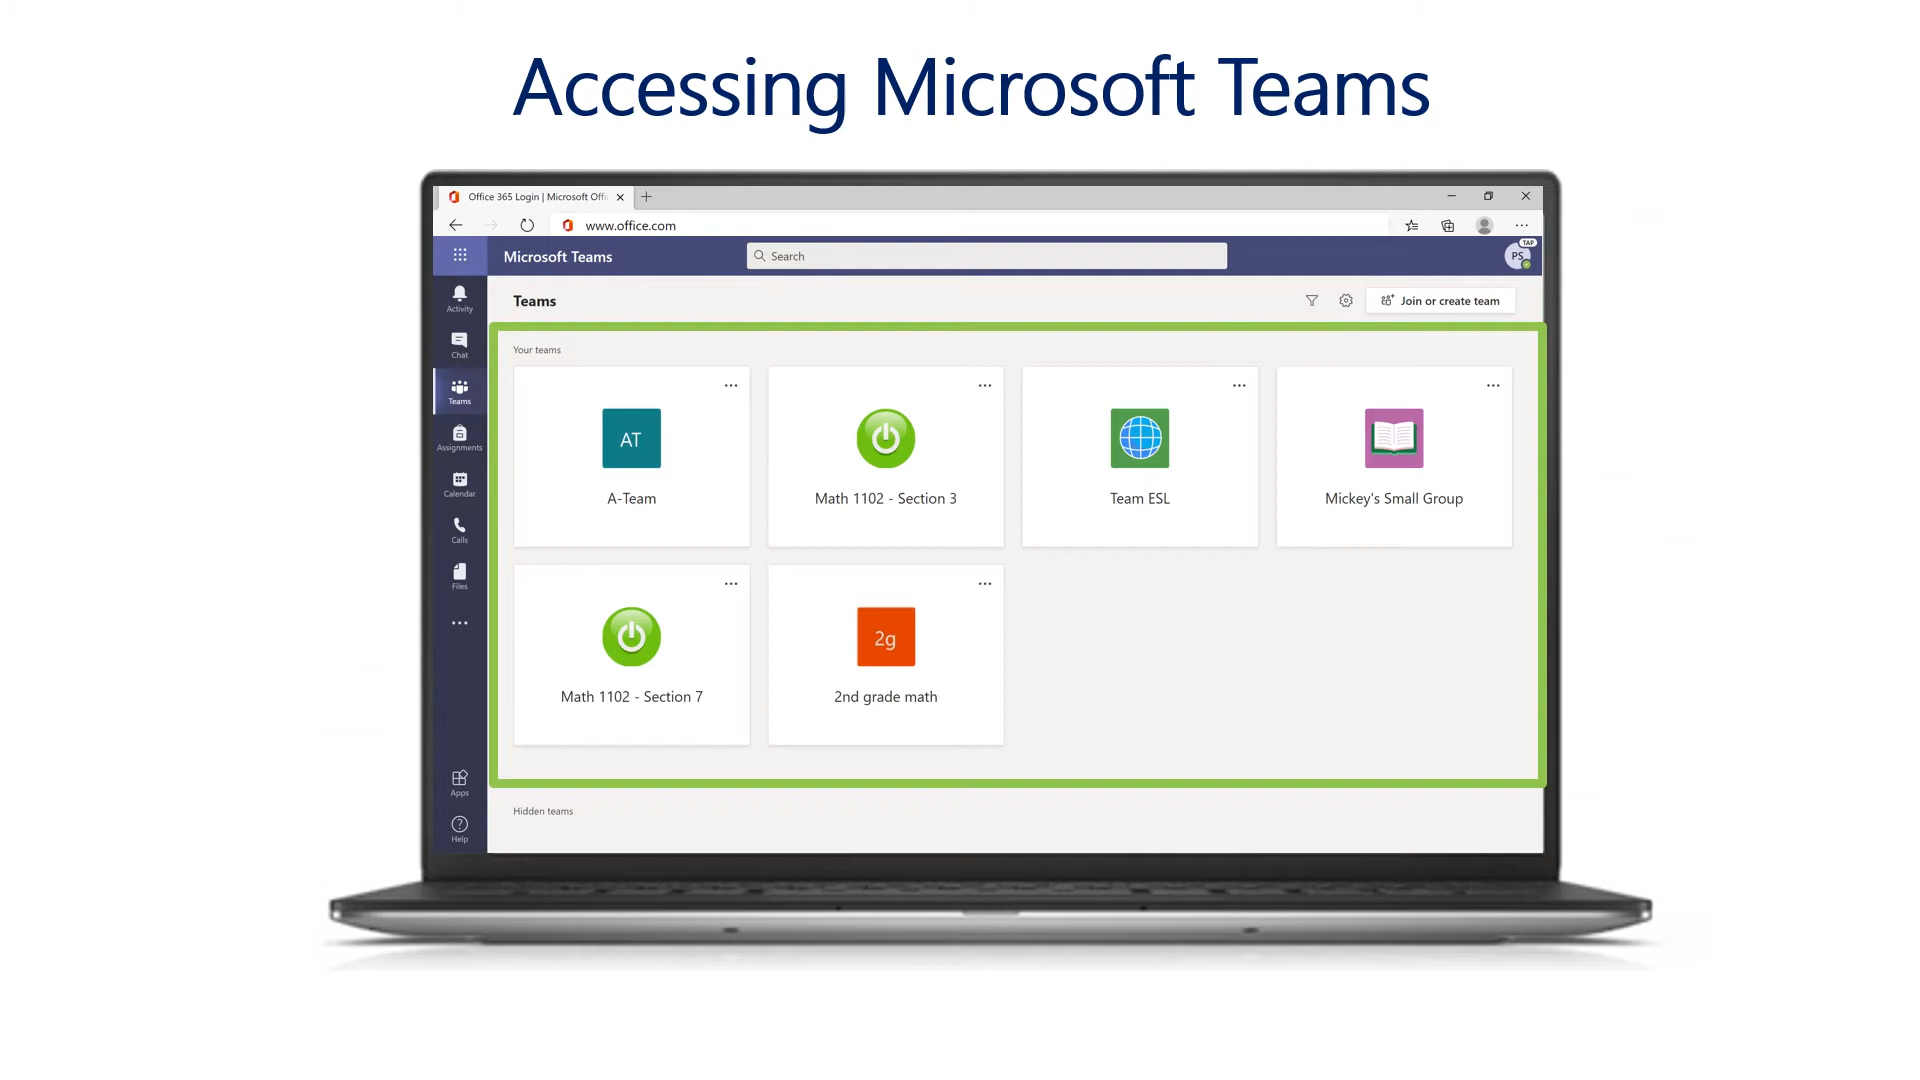 Accessing Microsoft Teams
Office 365 Login | Microsoft Offi
www.office.com
Microsoft Teams
Search
TAP
PS
Activity
Chat
Teams
Assignments
Calendar
Calls
Files
Apps
Help
Teams
Join or create team
Your teams
AT
A-Team
Math 1102 - Section 3
Team ESL
Mickey's Small Group
Math 1102 - Section 7
2g
2nd grade math
Hidden teams